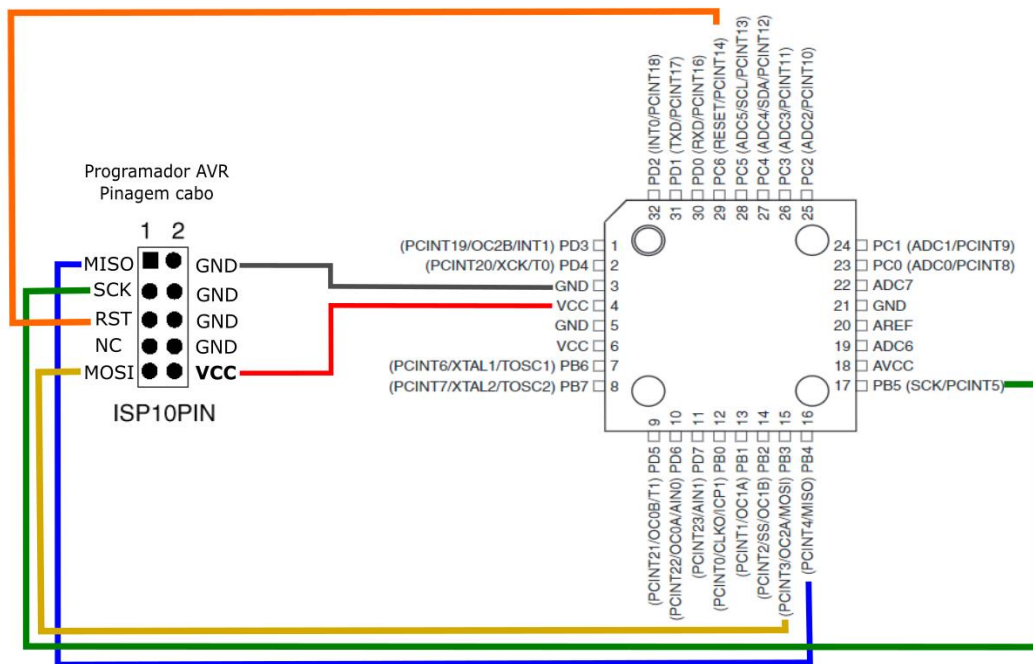 Programador AVR
Pinagem cabo
1 2
MISO GND
SCK GND
RST GND
NC GND
MOSI VCC
ISP10PIN
PD2 (INT0/PCINT18)
PD1 (TXD/PCINT17)
PD0 (RXD/PCINT16)
PC6 (RESET/PCINT14)
PC5 (ADC5/SCL/PCINT13)
PC4 (ADC4/SDA/PCINT12)
PC3 (ADC3/PCINT11)
PC2 (ADC2/PCINT10)
32 31 30 29 28 27 26 25
(PCINT19/OC2B/INT1) PD3 1
(PCINT20/XCK/T0) PD4 2
GND 3
VCC 4
GND 5
VCC 6
(PCINT6/XTAL1/TOSC1) PB6 7
(PCINT7/XTAL2/TOSC2) PB7 8
24 PC1 (ADC1/PCINT9)
23 PC0 (ADC0/PCINT8)
22 ADC7
21 GND
20 AREF
19 ADC6
18 AVCC
17 PB5 (SCK/PCINT5)
9 10 11 12 13 14 15 16
(PCINT21/OC0B/T1) PD5
(PCINT22/OC0A/AIN0) PD6
(PCINT23/AIN1) PD7
(PCINT0/CLKO/ICP1) PB0
(PCINT1/OC1A) PB1
(PCINT2/SS/OC1B) PB2
(PCINT3/OC2A/MOSI) PB3
(PCINT4/MISO) PB4